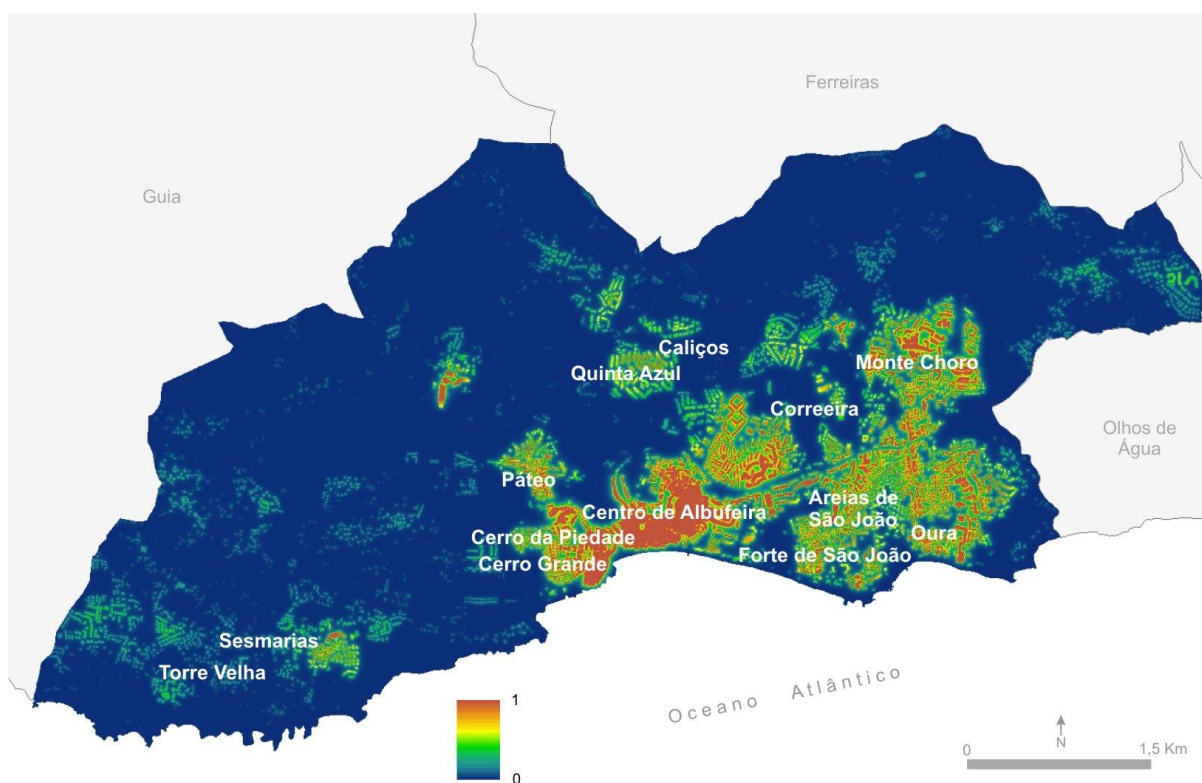 Ferreiras
Guia
Caliços
Quinta Azul
Monte Choro
Correeira
Olhos de
Água
Páteo
Centro de Albufeira
Areias de
São João
Cerro da Piedade
Oura
Forte de São João
Cerro Grande
Sesmarias
Torre Velha
Oceano Atlântico
1
0
N
0 1,5 Km